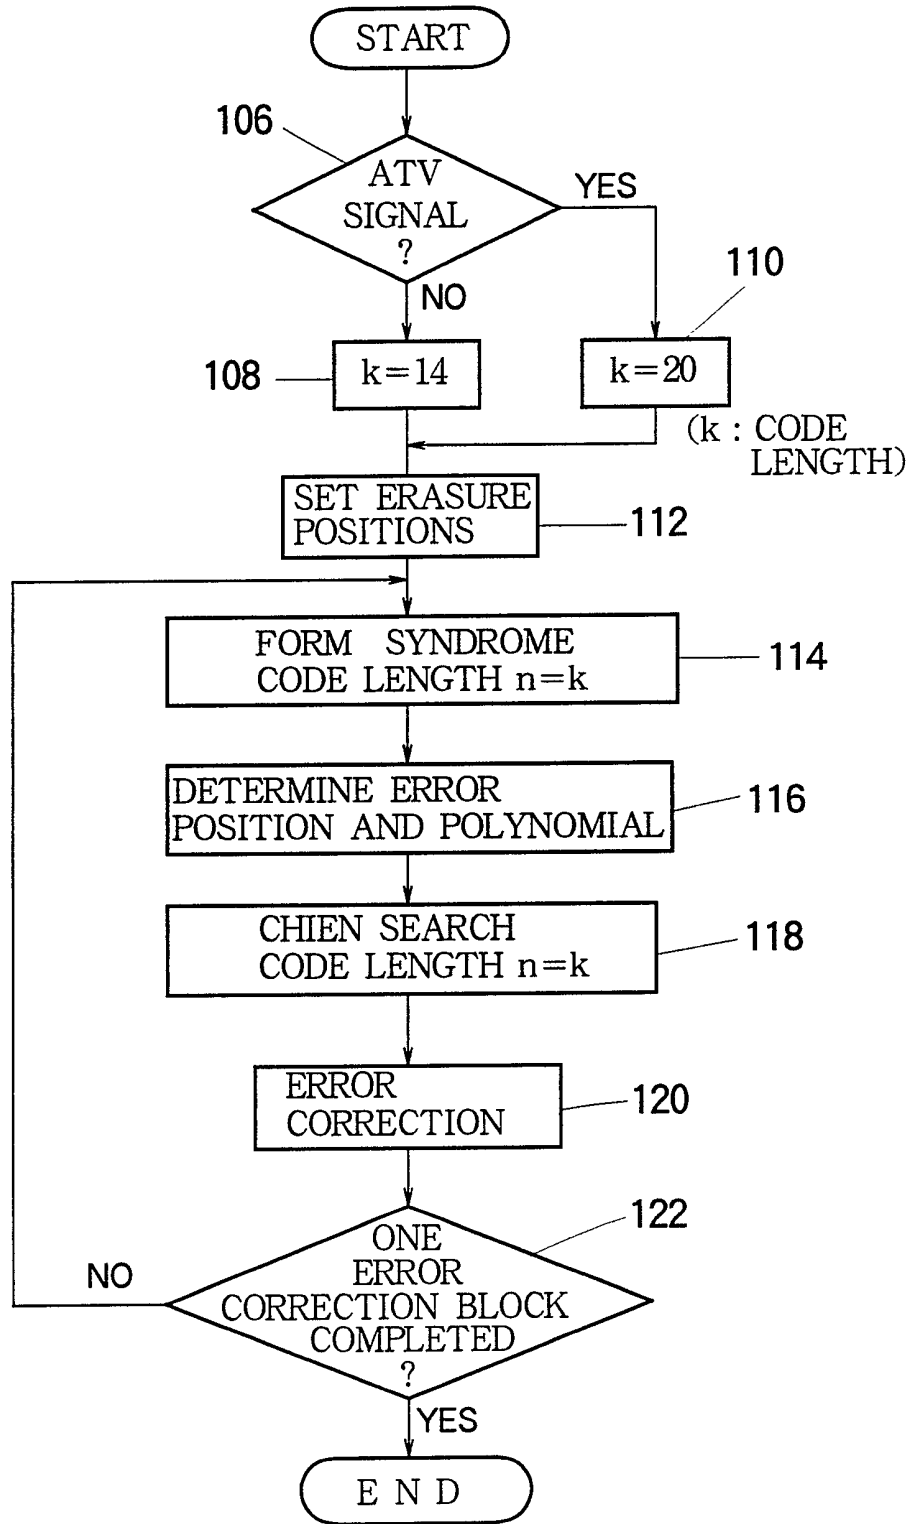 START
106
ATV
SIGNAL
?
YES
NO
110
108
k=14
k=20
(k : CODE
LENGTH)
SET ERASURE
POSITIONS
112
FORM SYNDROME
CODE LENGTH n=k
114
DETERMINE ERROR
POSITION AND POLYNOMIAL
116
CHIEN SEARCH
CODE LENGTH n=k
118
ERROR
CORRECTION
120
122
ONE
ERROR
CORRECTION BLOCK
COMPLETED
?
NO
YES
E N D